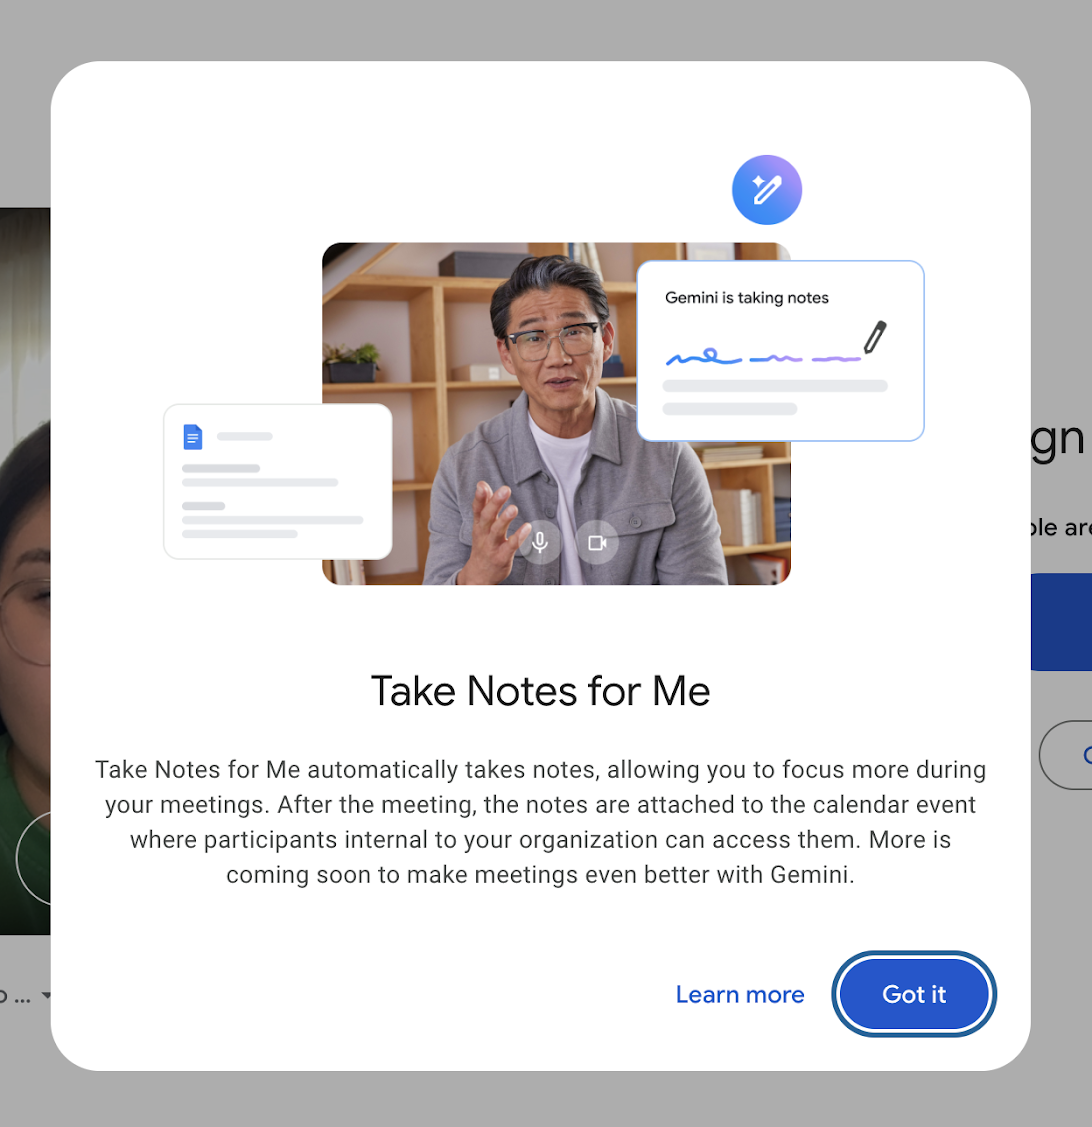 Gemini is taking notes
gn
ple are
Take Notes for Me
Take Notes for Me automatically takes notes, allowing you to focus more during
your meetings. After the meeting, the notes are attached to the calendar event
where participants internal to your organization can access them. More is
coming soon to make meetings even better with Gemini.
...
Learn more
Got it